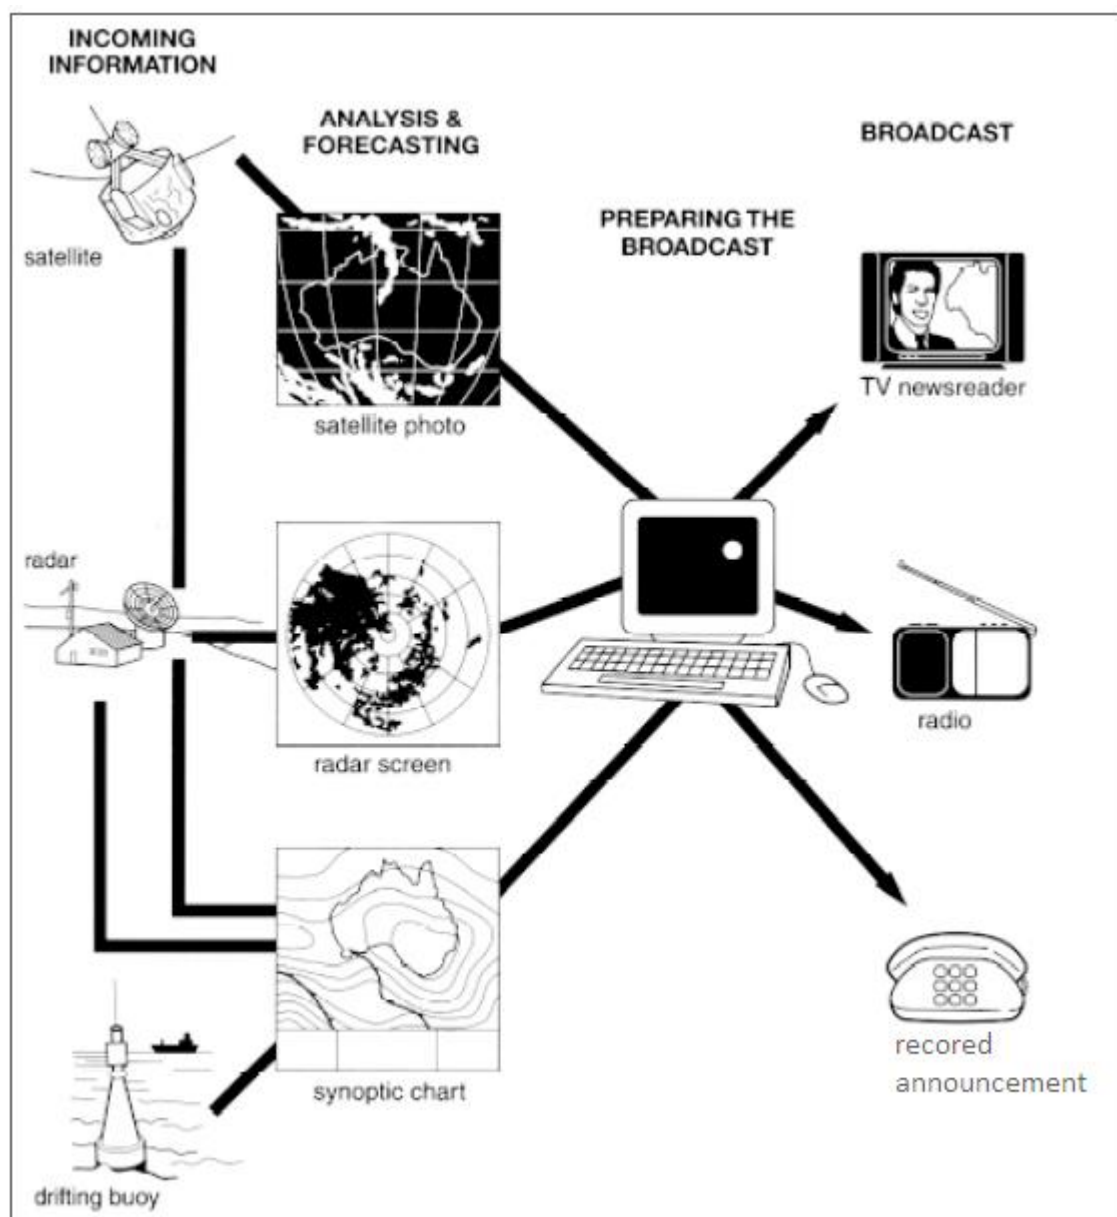 INCOMING
INFORMATION
ANALYSIS &
FORECASTING
PREPARING THE
BROADCAST
BROADCAST
satellite
satellite photo
TV newsreader
radar
radar screen
radio
synoptic chart
recored
announcement
drifting buoy